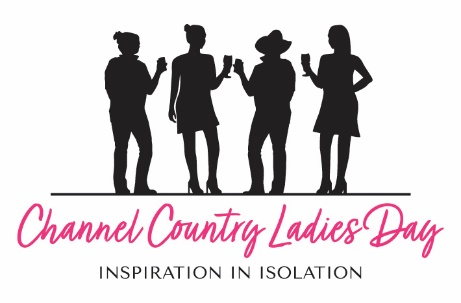 Channel Country Ladies Day
INSPIRATION IN ISOLATION